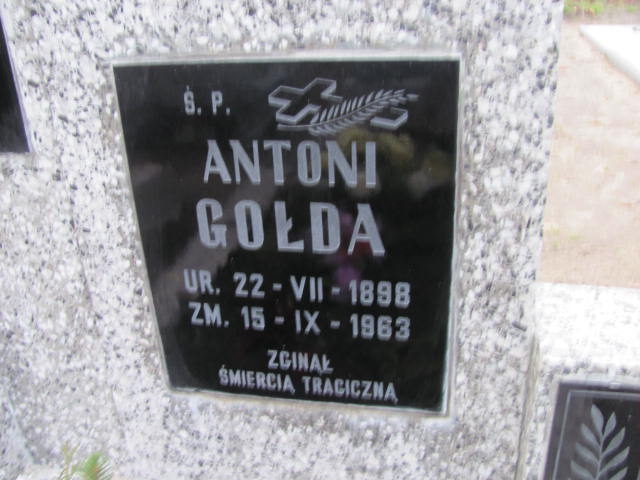 Ś. P.
ANTONI
GOŁDA
UR. 22 - VII - 1898
ZM. 15 - IX - 1963
ZGINĄŁ
ŚMIERCIĄ TRAGICZNĄ